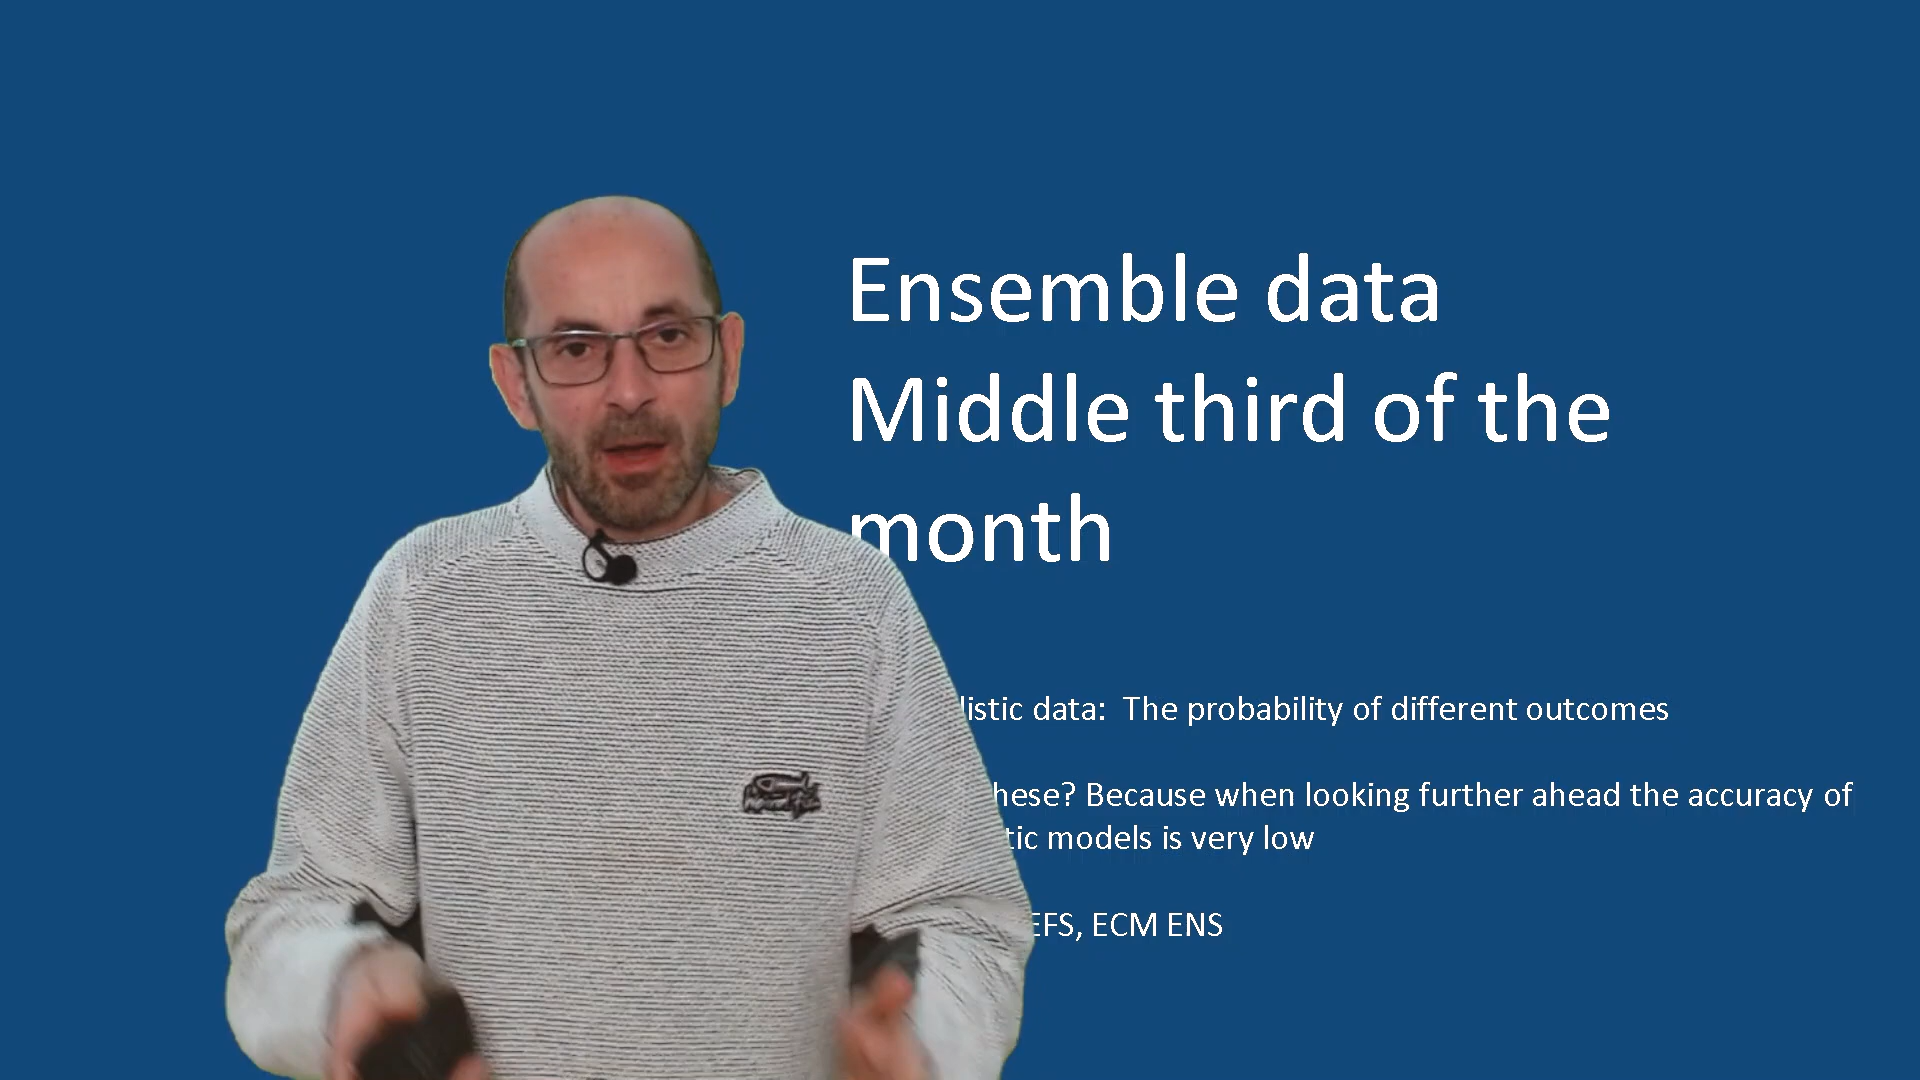 Ensemble data
Middle third of the
month
listic data:  The probability of different outcomes
hese? Because when looking further ahead the accuracy of
tic models is very low
EFS, ECM ENS